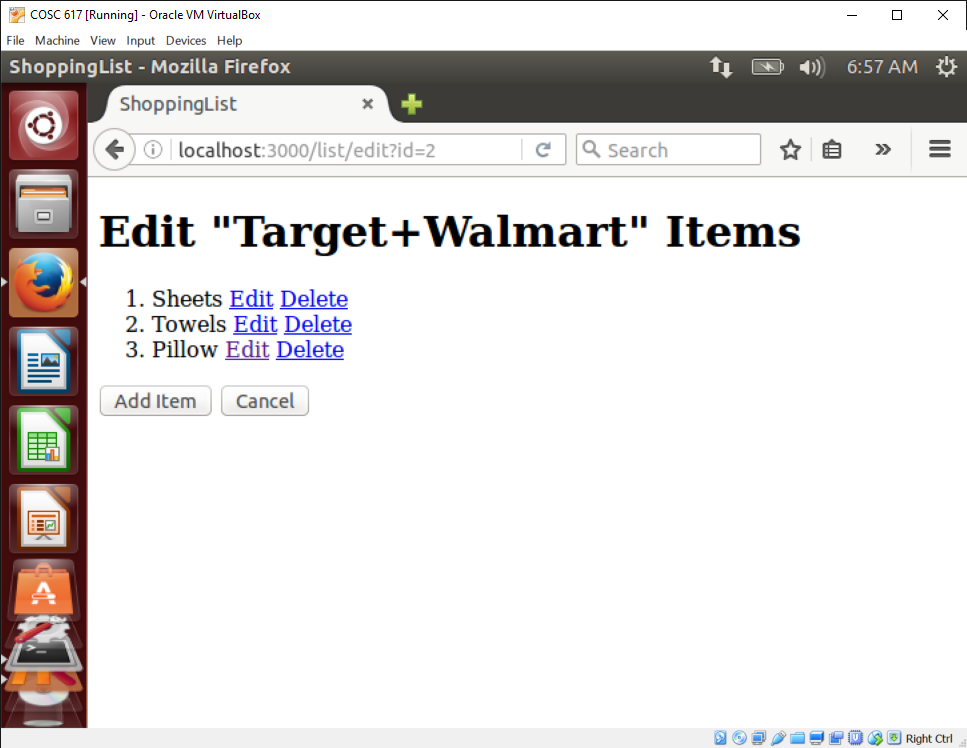 COSC 617 [Running] - Oracle VM VirtualBox
File Machine View Input Devices Help
ShoppingList - Mozilla Firefox 6:57 AM
ShoppingList
localhost:3000/list/edit?id=2 Search
Edit "Target+Walmart" Items
1. Sheets Edit Delete
2. Towels Edit Delete
3. Pillow Edit Delete
Add Item Cancel
Right Ctrl